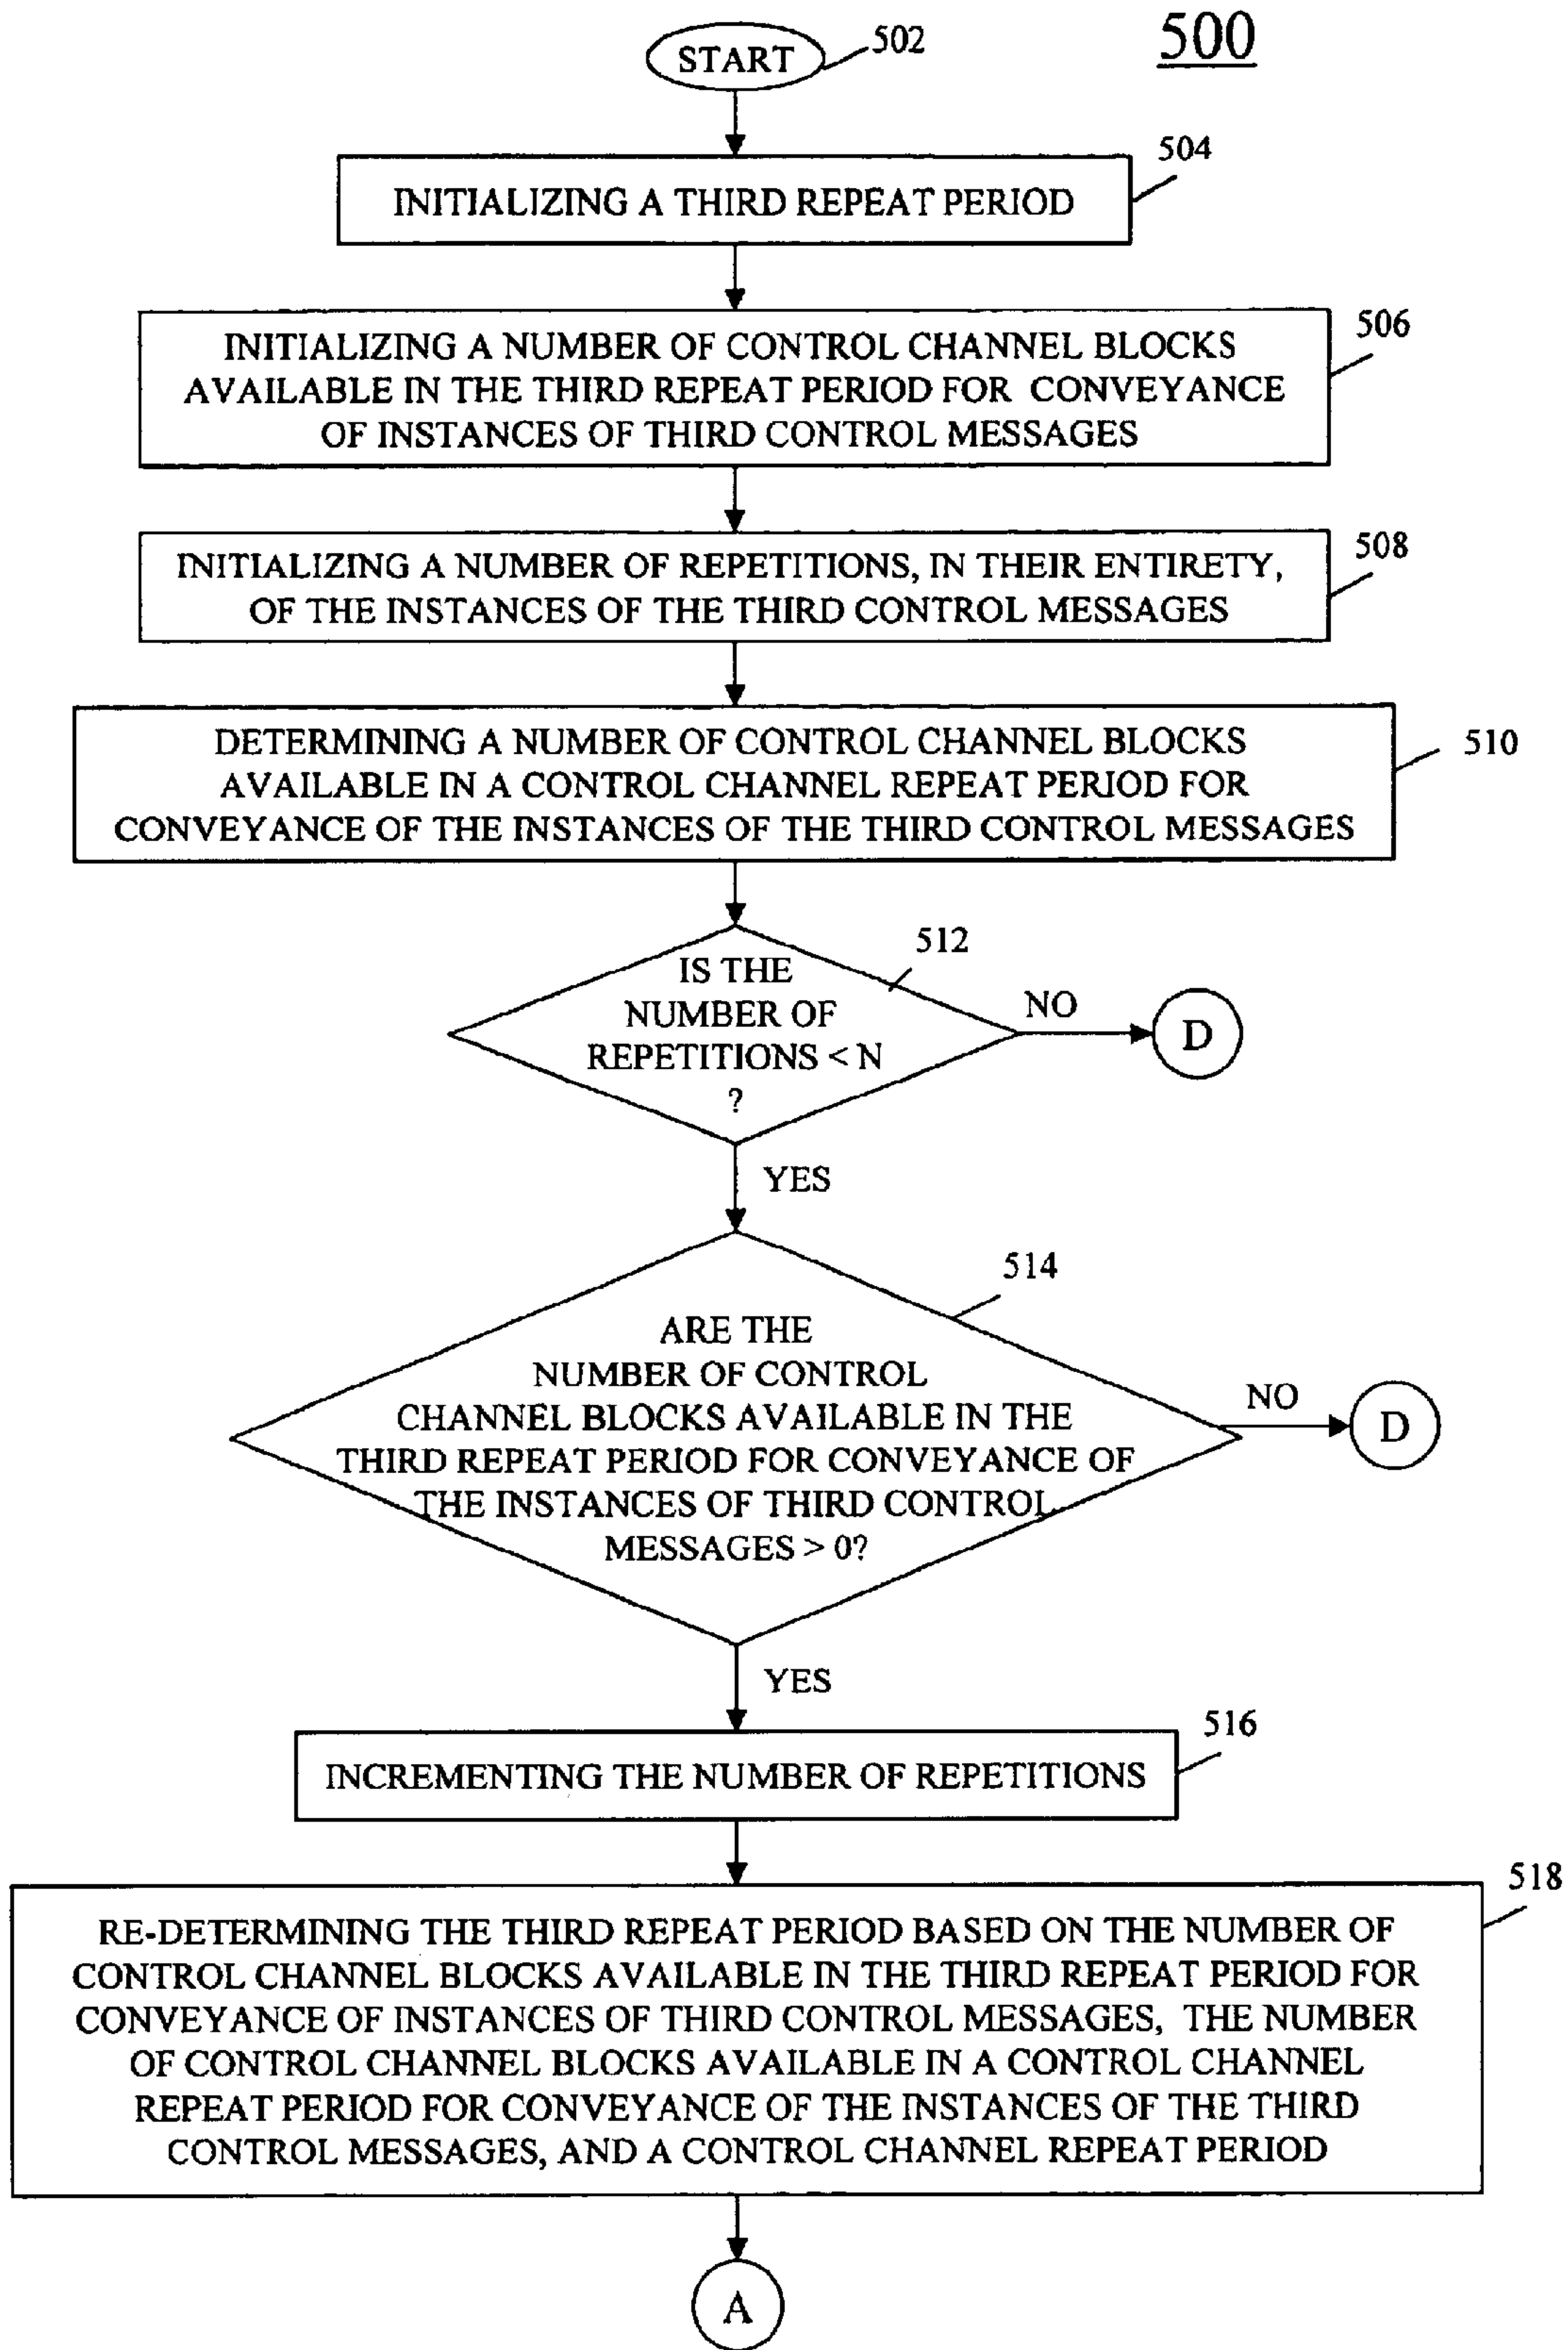 500
START
502
504
INITIALIZING A THIRD REPEAT PERIOD
506
INITIALIZING A NUMBER OF CONTROL CHANNEL BLOCKS
AVAILABLE IN THE THIRD REPEAT PERIOD FOR CONVEYANCE
OF INSTANCES OF THIRD CONTROL MESSAGES
508
INITIALIZING A NUMBER OF REPETITIONS, IN THEIR ENTIRETY,
OF THE INSTANCES OF THE THIRD CONTROL MESSAGES
510
DETERMINING A NUMBER OF CONTROL CHANNEL BLOCKS
AVAILABLE IN A CONTROL CHANNEL REPEAT PERIOD FOR
CONVEYANCE OF THE INSTANCES OF THE THIRD CONTROL MESSAGES
512
IS THE
NUMBER OF
REPETITIONS < N
?
NO
D
YES
514
ARE THE
NUMBER OF CONTROL
CHANNEL BLOCKS AVAILABLE IN THE
THIRD REPEAT PERIOD FOR CONVEYANCE OF
THE INSTANCES OF THIRD CONTROL
MESSAGES > 0?
NO
D
YES
516
INCREMENTING THE NUMBER OF REPETITIONS
518
RE-DETERMINING THE THIRD REPEAT PERIOD BASED ON THE NUMBER OF
CONTROL CHANNEL BLOCKS AVAILABLE IN THE THIRD REPEAT PERIOD FOR
CONVEYANCE OF INSTANCES OF THIRD CONTROL MESSAGES, THE NUMBER
OF CONTROL CHANNEL BLOCKS AVAILABLE IN A CONTROL CHANNEL
REPEAT PERIOD FOR CONVEYANCE OF THE INSTANCES OF THE THIRD
CONTROL MESSAGES, AND A CONTROL CHANNEL REPEAT PERIOD
A